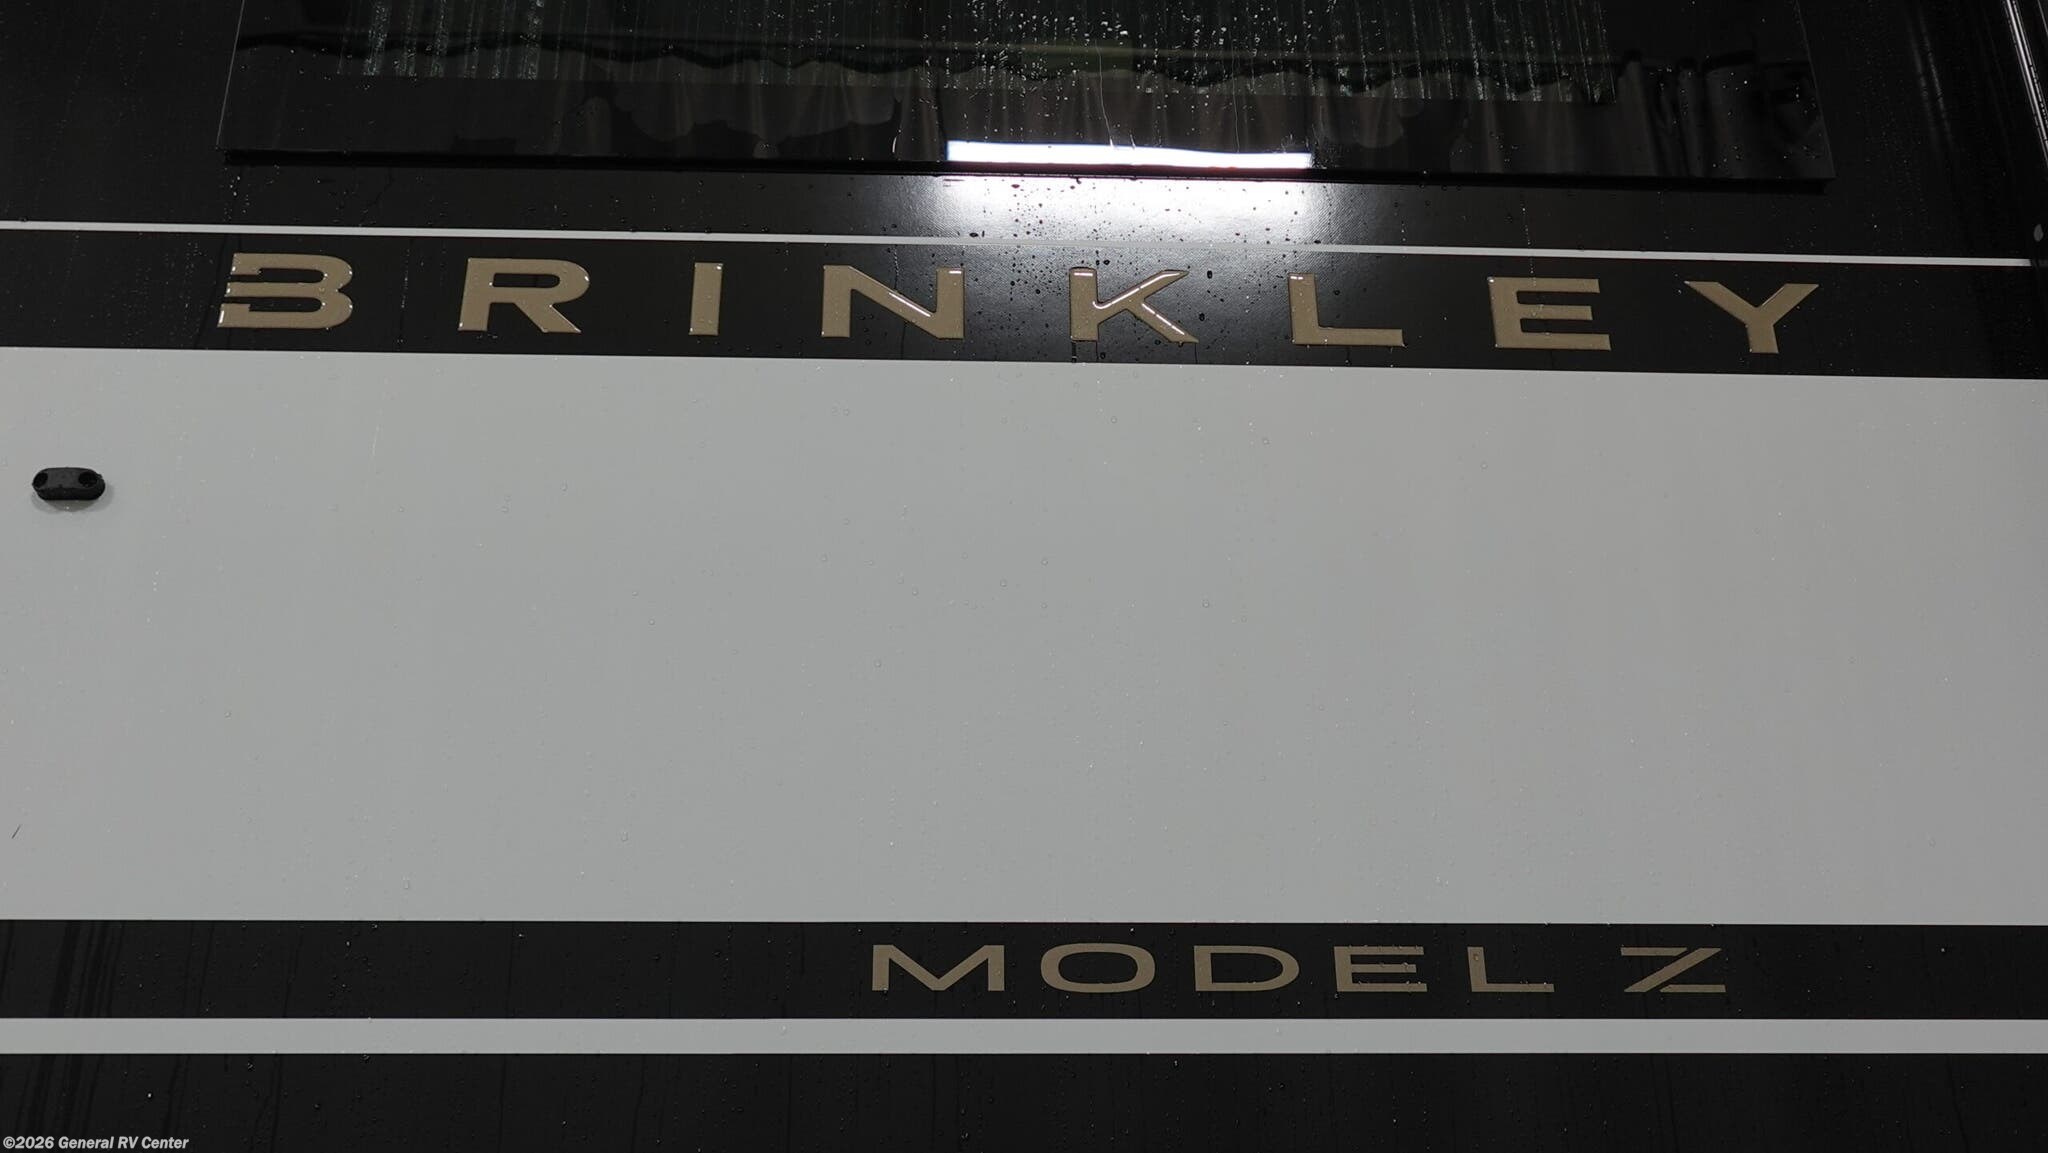 BRINKLEY
MODEL Z
©2026 General RV Center